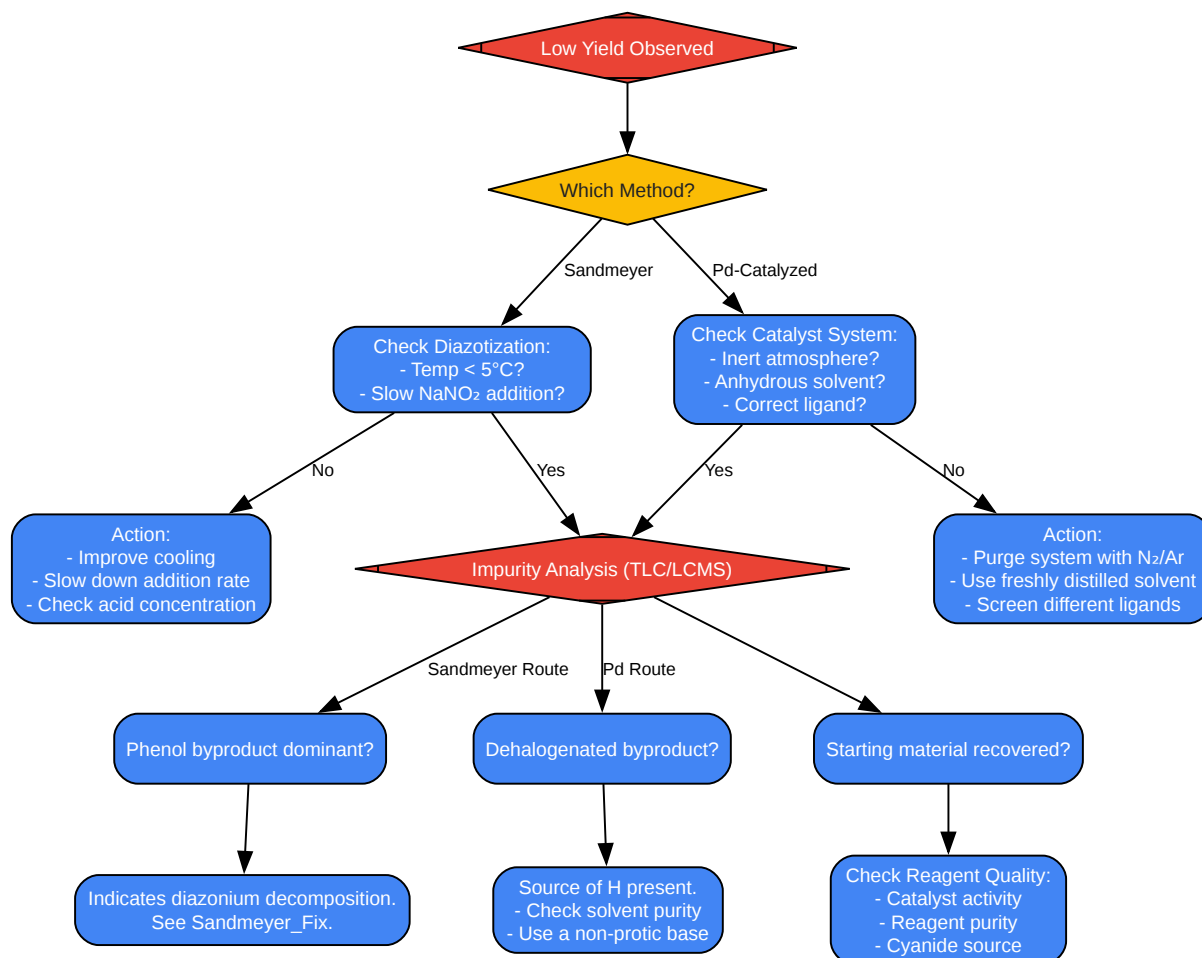 Low Yield Observed
Which Method?
Sandmeyer
Pd-Catalyzed
Check Diazotization:
- Temp < 5°C?
- Slow NaNO₂ addition?
Check Catalyst System:
- Inert atmosphere?
- Anhydrous solvent?
- Correct ligand?
No
Yes
Yes
No
Action:
- Improve cooling
- Slow down addition rate
- Check acid concentration
Impurity Analysis (TLC/LCMS)
Action:
- Purge system with N₂/Ar
- Use freshly distilled solvent
- Screen different ligands
Sandmeyer Route
Pd Route
Phenol byproduct dominant?
Dehalogenated byproduct?
Starting material recovered?
Indicates diazonium decomposition.
See Sandmeyer_Fix.
Source of H present.
- Check solvent purity
- Use a non-protic base
Check Reagent Quality:
- Catalyst activity
- Reagent purity
- Cyanide source